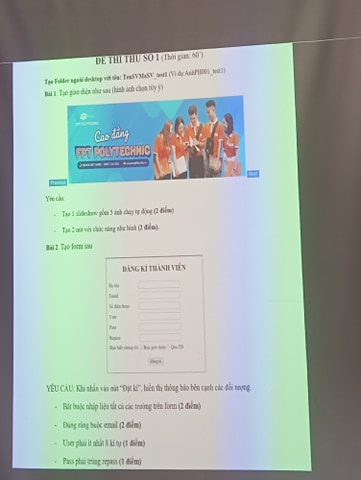 ĐỀ THI THỬ SỐ 1 (Thời gian: 60')
Tạo Folder ngoài desktop với tên: TenSVMaSV_test1 (Ví dụ:AnhPH001_test1)
Bài 1. Tạo giao diện như sau (hình ảnh chọn tùy ý)
Cao đẳng
FPT POLYTECHNIC
Previous
Next
Yêu cầu:
- Tạo 1 slideshow gồm 5 ảnh chạy tự động (2 điểm)
- Tạo 2 nút với chức năng như hình (2 điểm).
Bài 2. Tạo form sau
ĐĂNG KÍ THÀNH VIÊN
Họ tên
Email
Số điện thoại
User
Pass
Repass
Bạn biết chúng tôi Bạn giới thiệu Qua FB
Đăng kí
YÊU CẦU: Khi nhấn vào nút "Đặt kí", hiển thị thông báo bên cạnh các đối tượng.
- Bắt buộc nhập liệu tất cả các trường trên form (2 điểm)
- Đúng ràng buộc email (2 điểm)
- User phải ít nhất 8 kí tự (1 điểm)
- Pass phải trùng repass (1 điểm)